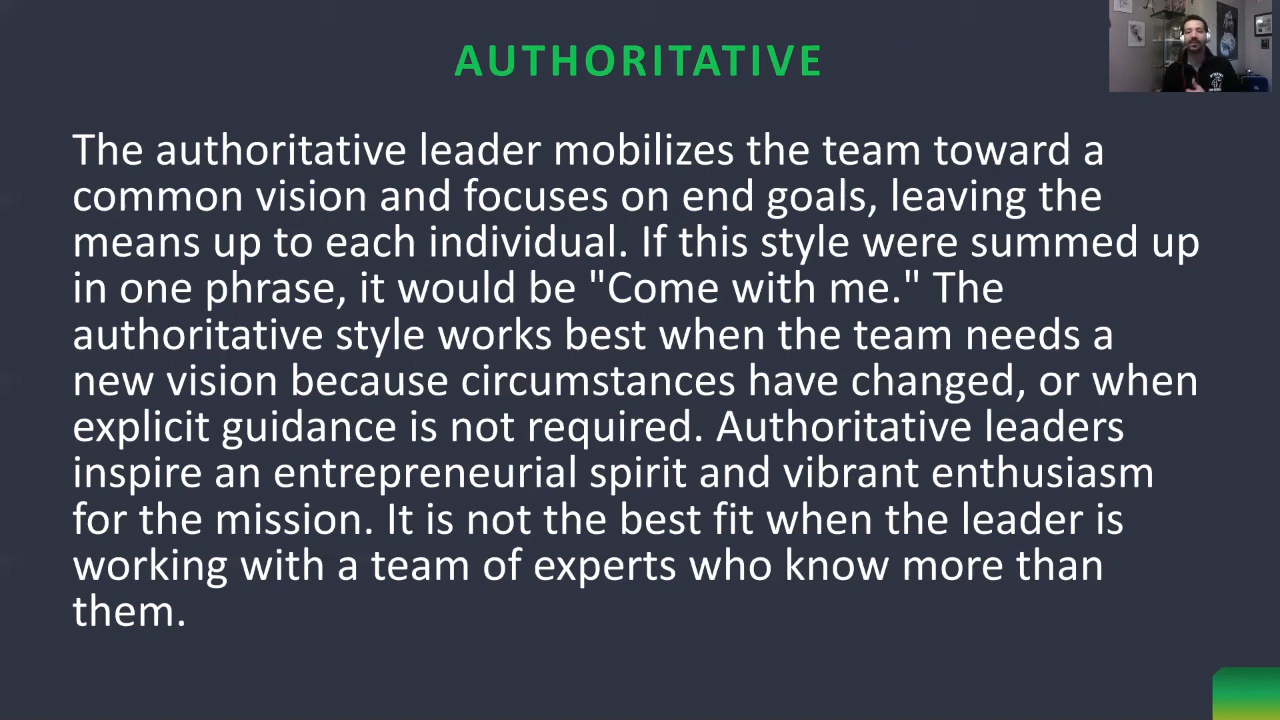 AUTHORITATIVE
The authoritative leader mobilizes the team toward a
common vision and focuses on end goals, leaving the
means up to each individual. If this style were summed up
in one phrase, it would be "Come with me." The
authoritative style works best when the team needs a
new vision because circumstances have changed, or when
explicit guidance is not required. Authoritative leaders
inspire an entrepreneurial spirit and vibrant enthusiasm
for the mission. It is not the best fit when the leader is
working with a team of experts who know more than
them.